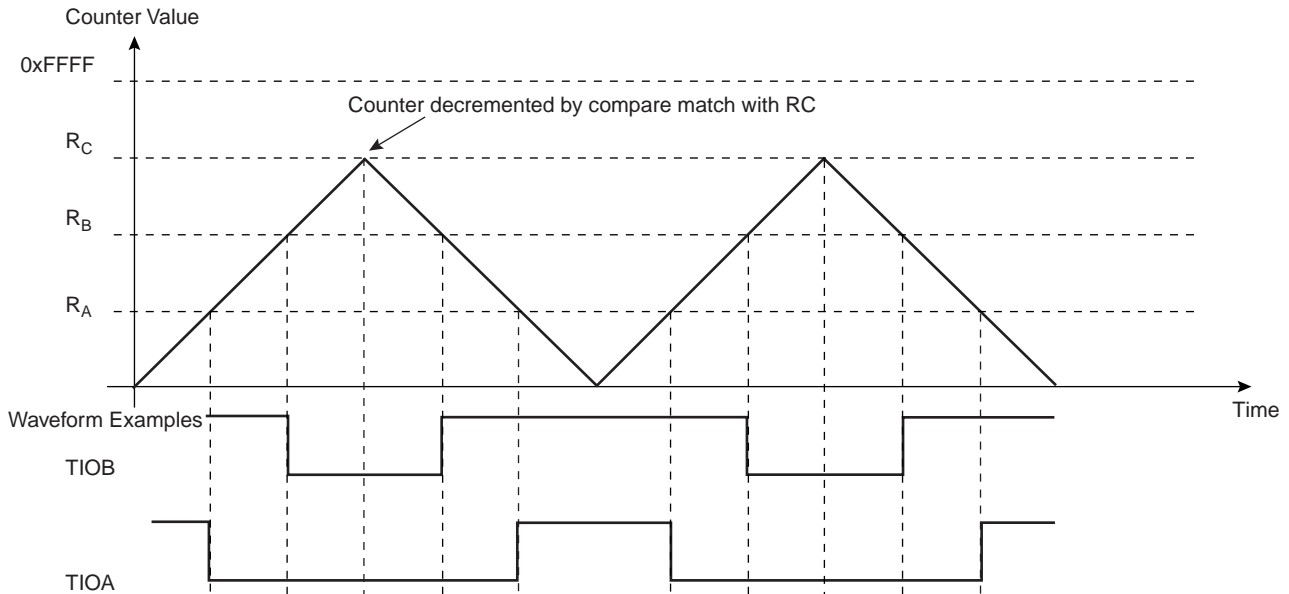 Counter Value
0xFFFF
Counter decremented by compare match with RC
RC
RB
RA
Time
Waveform Examples
TIOB
TIOA